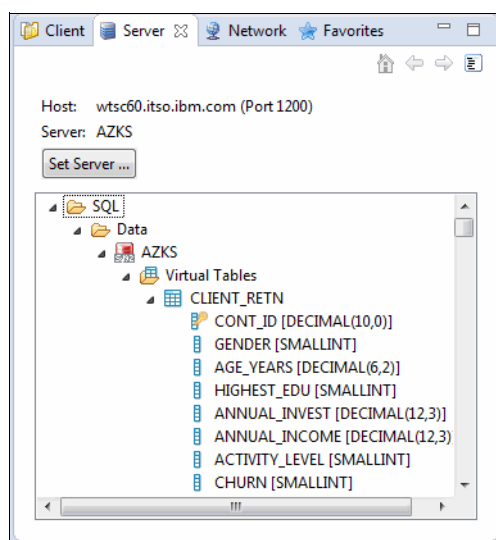 Client Server Network Favorites
Host: wtsc60.itso.ibm.com (Port 1200)
Server: AZKS
Set Server ...
SQL
Data
AZKS
Virtual Tables
CLIENT_RETN
CONT_ID [DECIMAL(10,0)]
GENDER [SMALLINT]
AGE_YEARS [DECIMAL(6,2)]
HIGHEST_EDU [SMALLINT]
ANNUAL_INVEST [DECIMAL(12,3)]
ANNUAL_INCOME [DECIMAL(12,3)
ACTIVITY_LEVEL [SMALLINT]
CHURN [SMALLINT]